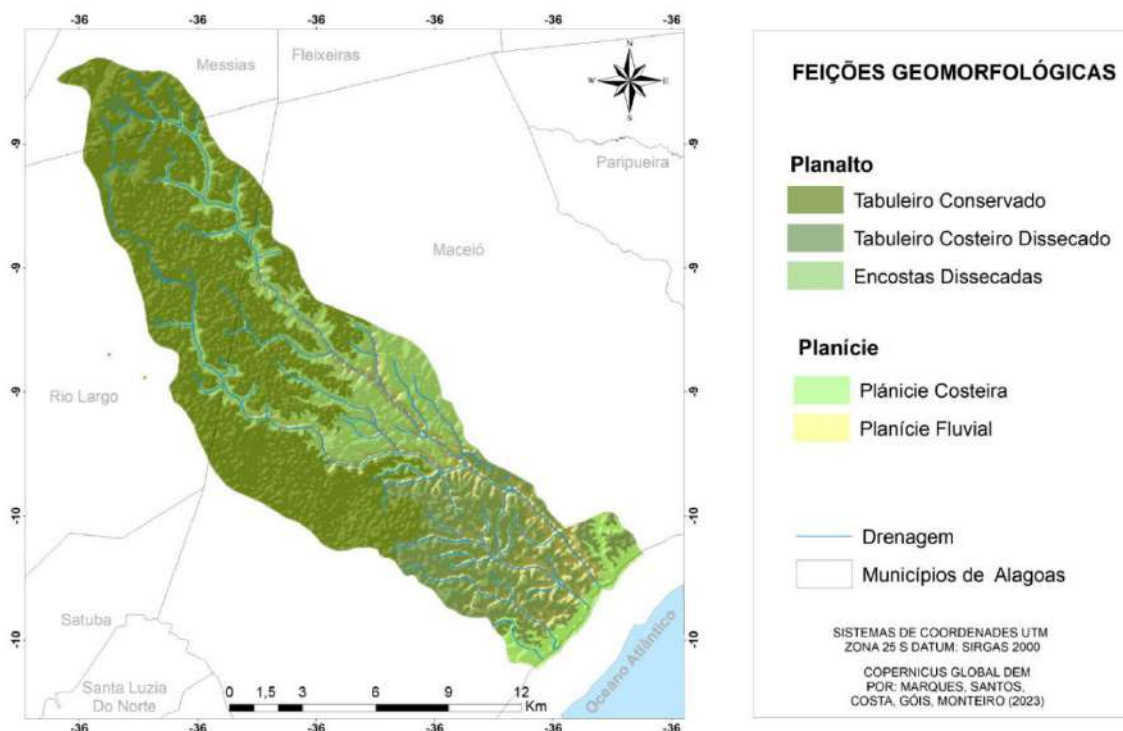 -36 -36 -36 -36 -36 -36
Messias
Fleixeiras
N
W E
S
-9 -9
Paripueira
Maceió
-9 -9
-9 -9
Rio Largo
-10 -10
-10 -10
Satuba
Santa Luzia
Do Norte
Oceano Atlântico
0 1,5 3 6 9 12
Km
-36 -36 -36 -36 -36 -36
FEIÇÕES GEOMORFOLÓGICAS
Planalto
Tabuleiro Conservado
Tabuleiro Costeiro Dissecado
Encostas Dissecadas
Planície
Plánicie Costeira
Planície Fluvial
Drenagem
Municípios de Alagoas
SISTEMAS DE COORDENADES UTM
ZONA 25 S DATUM: SIRGAS 2000
COPERNICUS GLOBAL DEM
POR: MARQUES, SANTOS,
COSTA, GÓIS, MONTEIRO (2023)